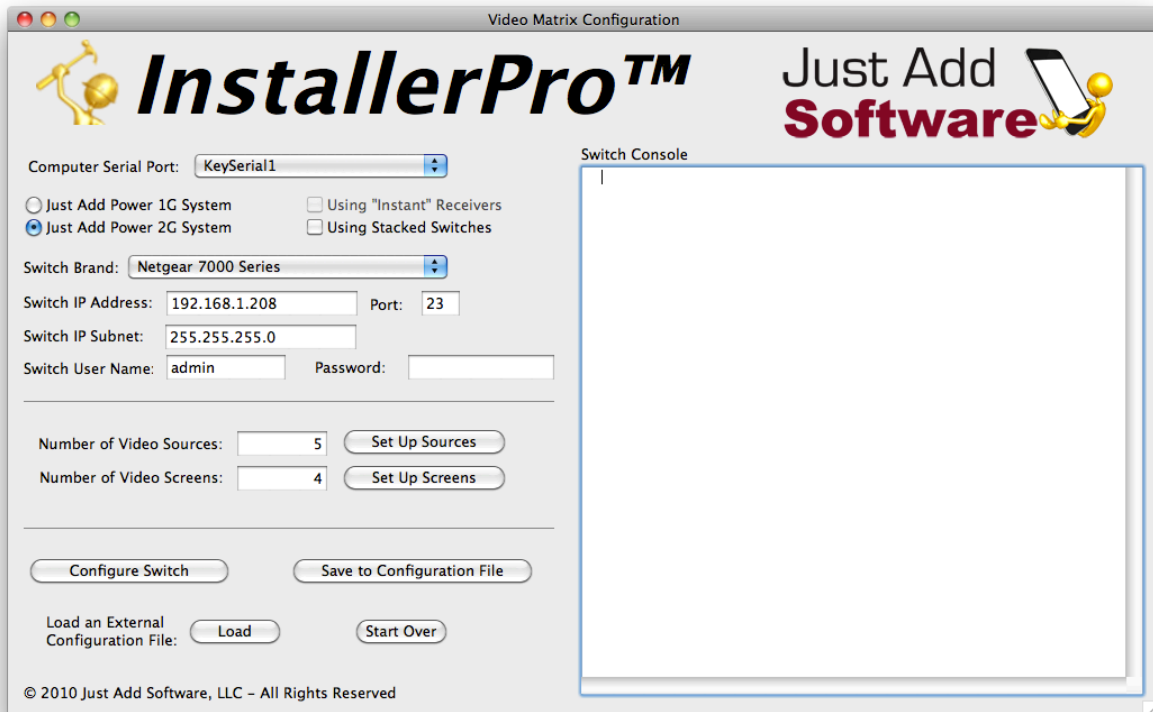 Video Matrix Configuration
InstallerPro™
Just Add
Software
Computer Serial Port: KeySerial1
Just Add Power 1G System
Using "Instant" Receivers
Just Add Power 2G System
Using Stacked Switches
Switch Brand: Netgear 7000 Series
Switch IP Address: 192.168.1.208 Port: 23
Switch IP Subnet: 255.255.255.0
Switch User Name: admin Password:
Number of Video Sources: 5 Set Up Sources
Number of Video Screens: 4 Set Up Screens
Configure Switch Save to Configuration File
Load an External
Configuration File: Load Start Over
© 2010 Just Add Software, LLC – All Rights Reserved
Switch Console